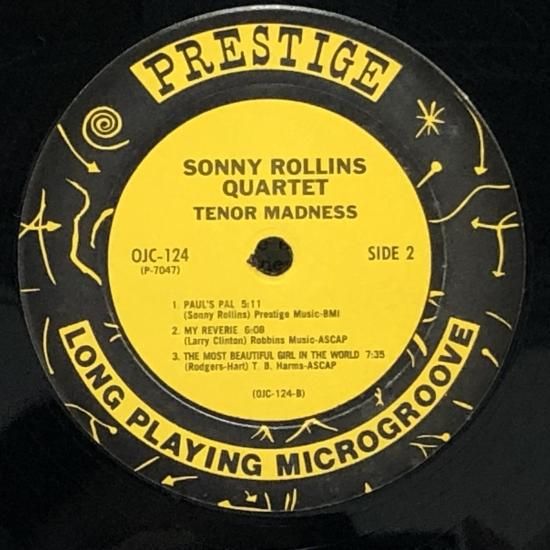 PRESTIGE
SONNY ROLLINS
QUARTET
TENOR MADNESS
OJC-124
(P-7047)
SIDE 2
1. PAUL'S PAL 5:11
(Sonny Rollins) Prestige Music-BMI
2. MY REVERIE 6:08
(Larry Clinton) Robbins Music-ASCAP
3. THE MOST BEAUTIFUL GIRL IN THE WORLD 7:35
(Rodgers-Hart) T. B. Harms-ASCAP
(OJC-124-B)
LONG PLAYING MICROGROOVE